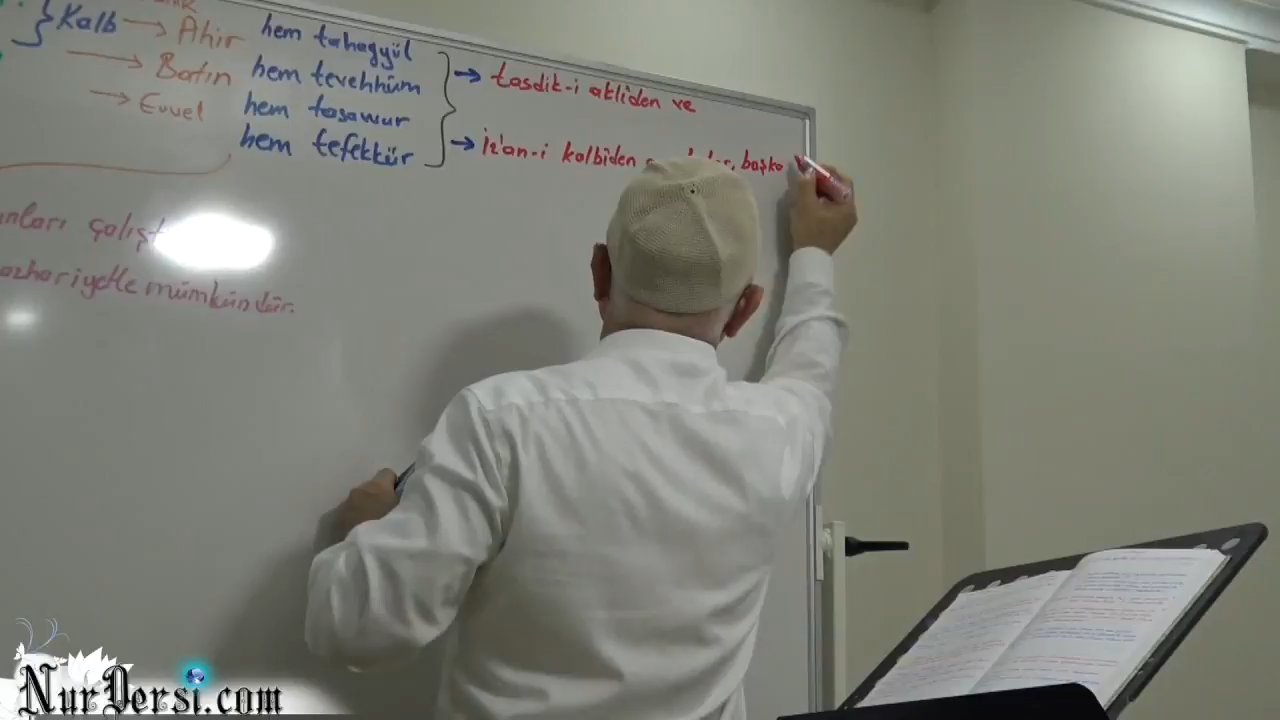 Kalb → Ahir hem tahayyül
→ Batın hem tevehhüm → tasdik-i akliden ve
→ Evvel hem tasavvur
hem tefekkür → İz'an-i kalbiden başka
çalışt
mazhariyetle mümkündür.
NurDersi.com